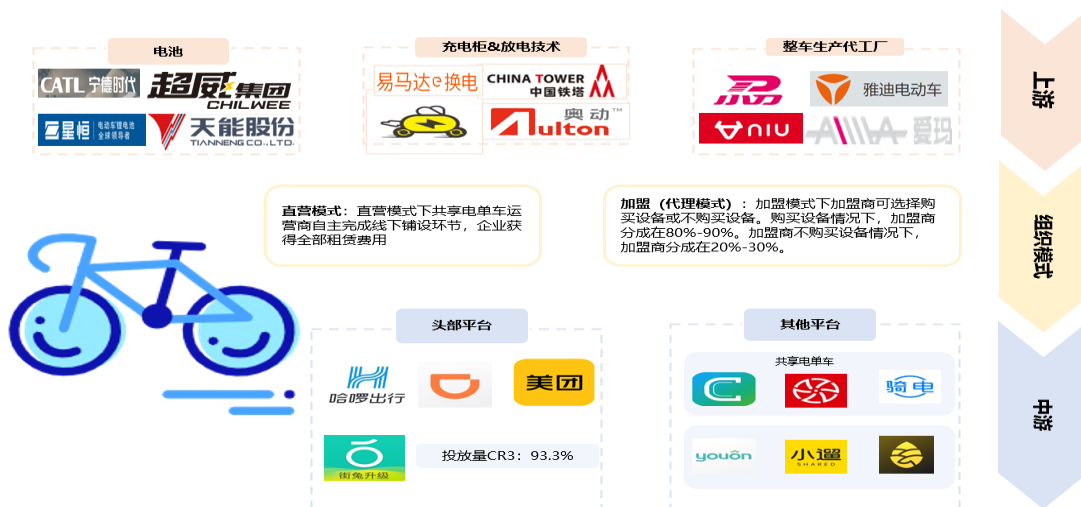 电池
充电柜&放电技术
整车生产代工厂
上游
CATL 宁德时代
超威集团
CHILWEE
易马达e换电
CHINA TOWER
中国铁塔
雅迪电动车
星恒
电动车锂电池
全球领导者
天能股份
TIANNENG CO.,LTD.
奥动™
Aulton
NIU
AIMA 爱玛
直营模式：直营模式下共享电单车运
营商自主完成线下铺设环节，企业获
得全部租赁费用
加盟（代理模式）：加盟模式下加盟商可选择购
买设备或不购买设备。购买设备情况下，加盟商
分成在80%-90%。加盟商不购买设备情况下，
加盟商分成在20%-30%。
组织模式
头部平台
其他平台
共享电单车
哈啰出行
美团
骑电
中游
街兔升级
投放量CR3：93.3%
youon
小遛
SHARED